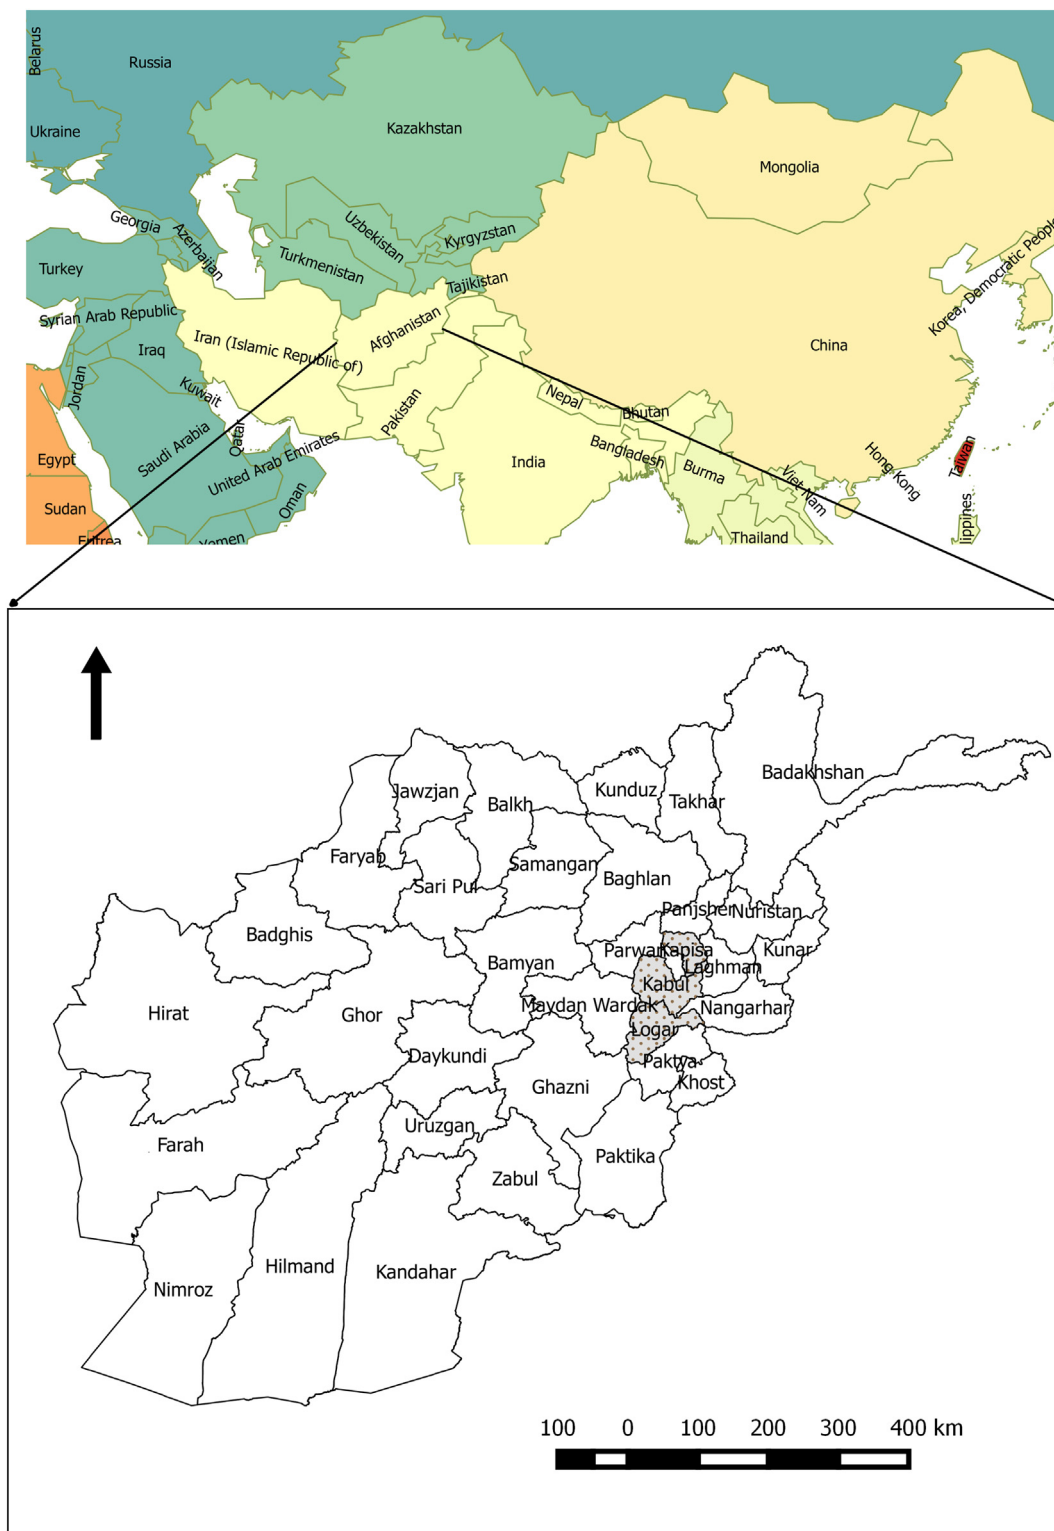 Belarus
Russia
Ukraine
Kazakhstan
Mongolia
Georgia
Azerbaijan
Uzbekistan
Kyrgyzstan
Turkey
Turkmenistan
Tajikistan
Korea, Democratic People
Syrian Arab Republic
Afghanistan
Iran (Islamic Republic of)
Iraq
China
Jordan
Kuwait
Pakistan
Nepal
Bhutan
Qatar
Saudi Arabia
Bangladesh
Egypt
United Arab Emirates
India
Burma
Viet Nam
Hong Kong
Taiwan
Sudan
Oman
lippines
Eritrea
Yemen
Thailand
Badakhshan
Jawzjan
Balkh
Kunduz
Takhar
Faryab
Samangan
Sari Pul
Baghlan
Panjsher
Nuristan
Badghis
Parwan
Kapisa
Kunar
Bamyan
Laghman
Kabul
Hirat
Ghor
Maydan Wardak
Nangarhar
Logar
Daykundi
Paktya
Ghazni
Khost
Uruzgan
Farah
Paktika
Zabul
Hilmand
Kandahar
Nimroz
100 0 100 200 300 400 km